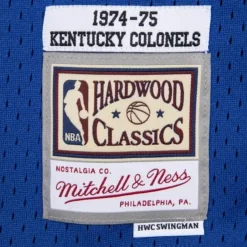 1974-75
KENTUCKY COLONELS
NBA
HARDWOOD
CLASSICS
NOSTALGIA CO.
Mitchell & Ness
PHILADELPHIA, PA.
HWC SWINGMAN